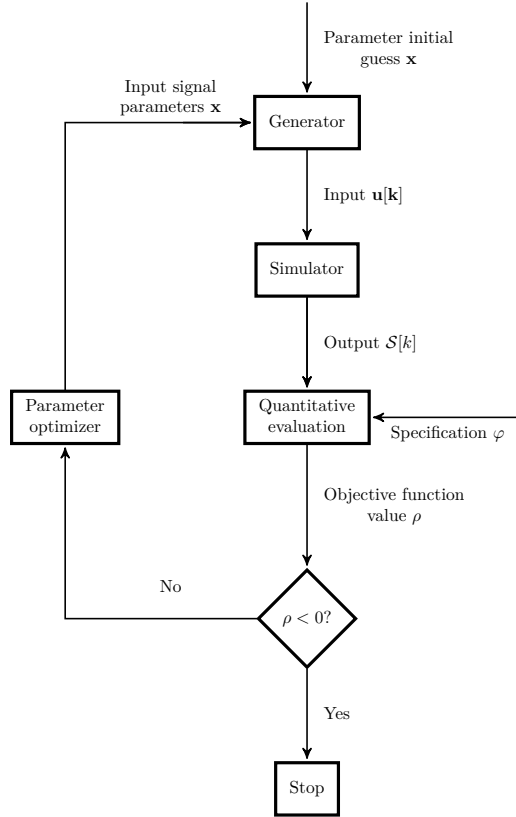 Parameter initial
guess x
Input signal
parameters x
Generator
Input u[k]
Simulator
Output 𝒮[k]
Parameter
optimizer
Quantitative
evaluation
Specification φ
Objective function
value ρ
No
ρ < 0?
Yes
Stop